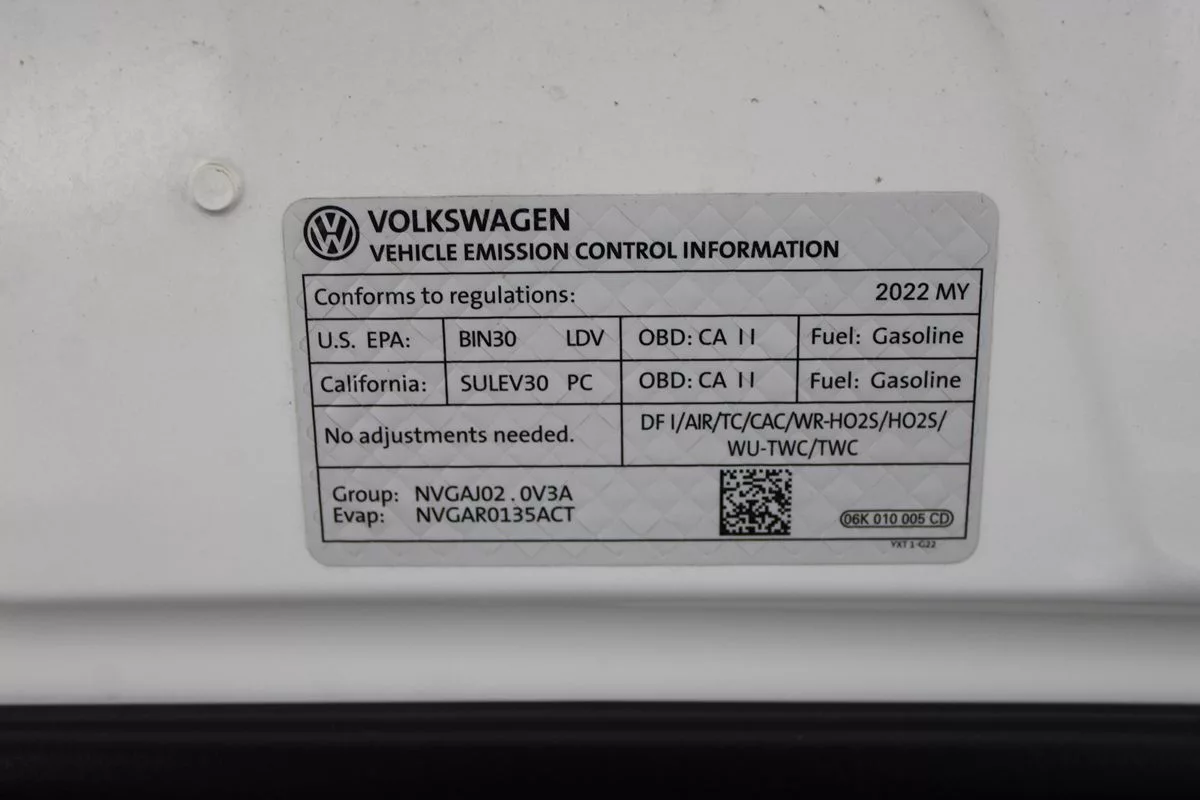 VOLKSWAGEN
VEHICLE EMISSION CONTROL INFORMATION
Conforms to regulations: 2022 MY
U.S. EPA: BIN30 LDV OBD: CA II Fuel: Gasoline
California: SULEV30 PC OBD: CA II Fuel: Gasoline
No adjustments needed.
DFI/AIR/TC/CAC/WR-HO2S/HO2S/
WU-TWC/TWC
Group: NVGAJ02.0V3A
Evap: NVGAR0135ACT
06K 010 005 CD
YXT 1-G22